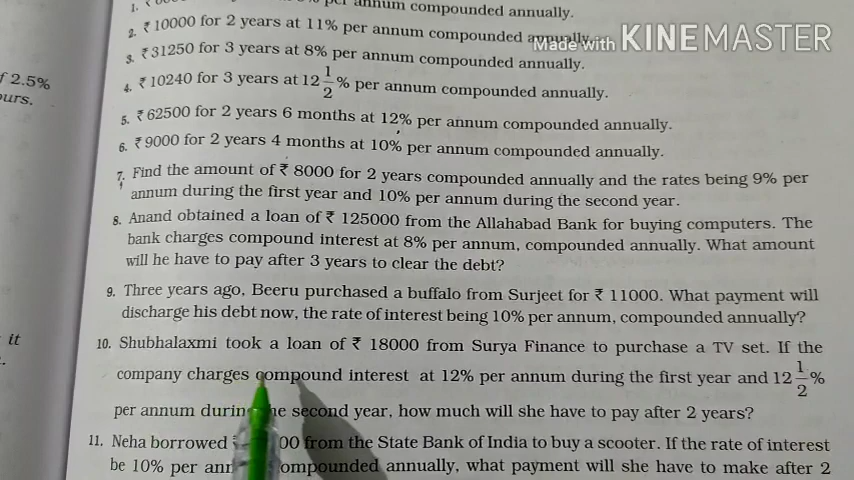 1. per annum compounded annually.
2. ₹ 10000 for 2 years at 11% per annum compounded annually.
Made with KINEMASTER
3. ₹ 31250 for 3 years at 8% per annum compounded annually.
4. ₹ 10240 for 3 years at 12 1/2 % per annum compounded annually.
f 2.5%
ours.
5. ₹ 62500 for 2 years 6 months at 12% per annum compounded annually.
6. ₹ 9000 for 2 years 4 months at 10% per annum compounded annually.
7. Find the amount of ₹ 8000 for 2 years compounded annually and the rates being 9% per
annum during the first year and 10% per annum during the second year.
8. Anand obtained a loan of ₹ 125000 from the Allahabad Bank for buying computers. The
bank charges compound interest at 8% per annum, compounded annually. What amount
will he have to pay after 3 years to clear the debt?
9. Three years ago, Beeru purchased a buffalo from Surjeet for ₹ 11000. What payment will
discharge his debt now, the rate of interest being 10% per annum, compounded annually?
it
10. Shubhalaxmi took a loan of ₹ 18000 from Surya Finance to purchase a TV set. If the
company charges compound interest at 12% per annum during the first year and 12 1/2 %
per annum during the second year, how much will she have to pay after 2 years?
11. Neha borrowed 00 from the State Bank of India to buy a scooter. If the rate of interest
be 10% per ann ompounded annually, what payment will she have to make after 2